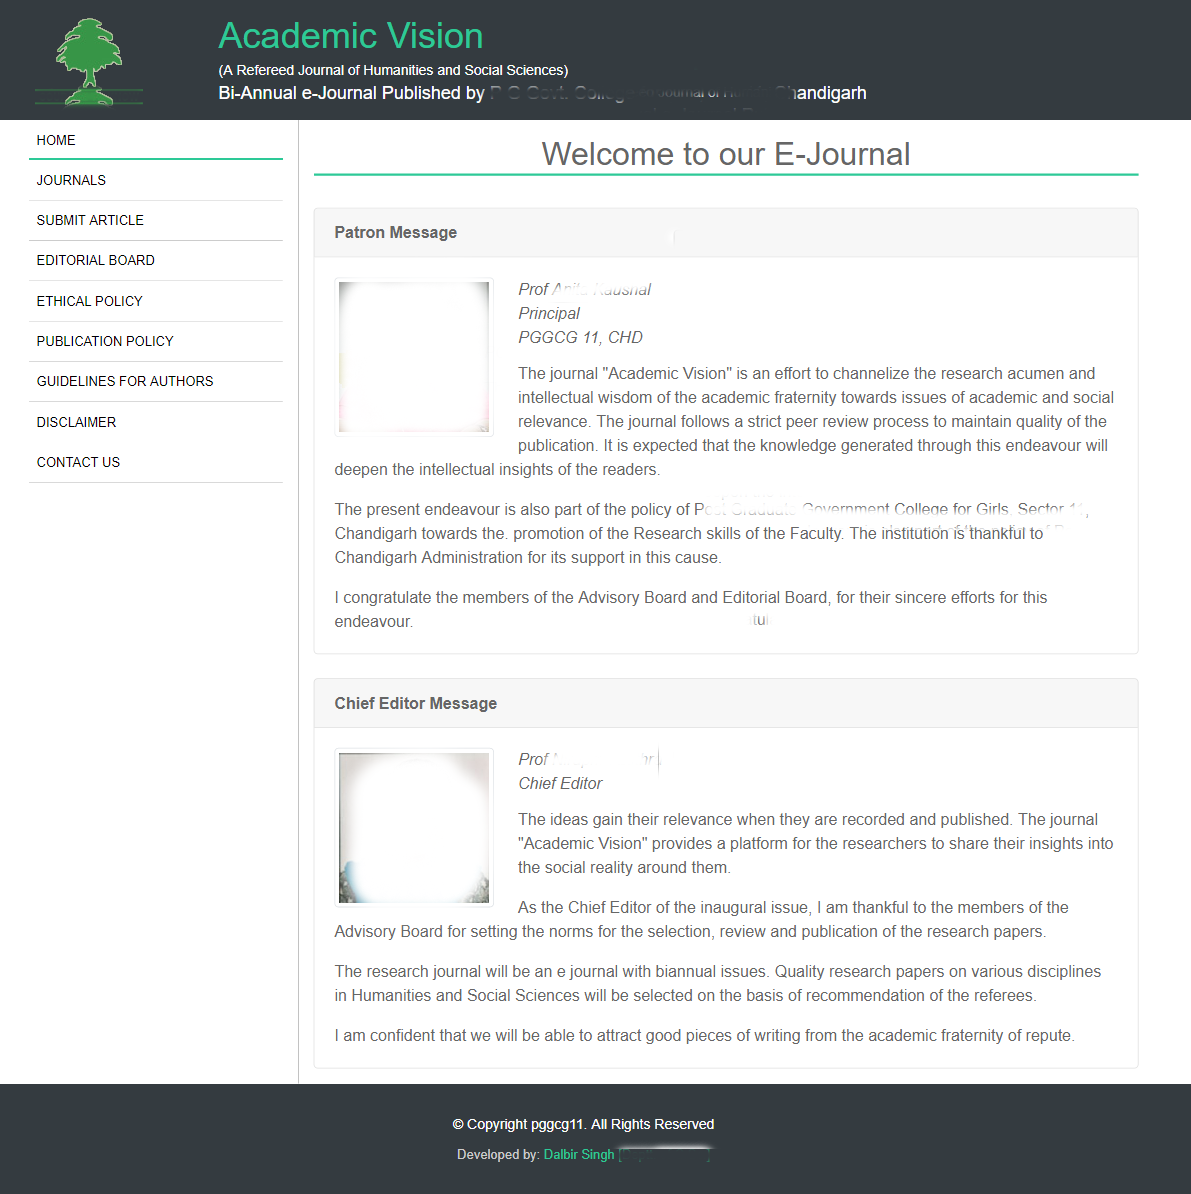 Academic Vision
(A Refereed Journal of Humanities and Social Sciences)
Bi-Annual e-Journal Published by P G Govt. College Chandigarh
HOME
JOURNALS
SUBMIT ARTICLE
EDITORIAL BOARD
ETHICAL POLICY
PUBLICATION POLICY
GUIDELINES FOR AUTHORS
DISCLAIMER
CONTACT US
Welcome to our E-Journal
Patron Message
Prof
Principal
PGGCG 11, CHD
The journal "Academic Vision" is an effort to channelize the research acumen and
intellectual wisdom of the academic fraternity towards issues of academic and social
relevance. The journal follows a strict peer review process to maintain quality of the
publication. It is expected that the knowledge generated through this endeavour will
deepen the intellectual insights of the readers.
The present endeavour is also part of the policy of Post Graduate Government College for Girls, Sector 11,
Chandigarh towards the. promotion of the Research skills of the Faculty. The institution is thankful to
Chandigarh Administration for its support in this cause.
I congratulate the members of the Advisory Board and Editorial Board, for their sincere efforts for this
endeavour.
Chief Editor Message
Prof
Chief Editor
The ideas gain their relevance when they are recorded and published. The journal
"Academic Vision" provides a platform for the researchers to share their insights into
the social reality around them.
As the Chief Editor of the inaugural issue, I am thankful to the members of the
Advisory Board for setting the norms for the selection, review and publication of the research papers.
The research journal will be an e journal with biannual issues. Quality research papers on various disciplines
in Humanities and Social Sciences will be selected on the basis of recommendation of the referees.
I am confident that we will be able to attract good pieces of writing from the academic fraternity of repute.
© Copyright pggcg11. All Rights Reserved
Developed by: Dalbir Singh